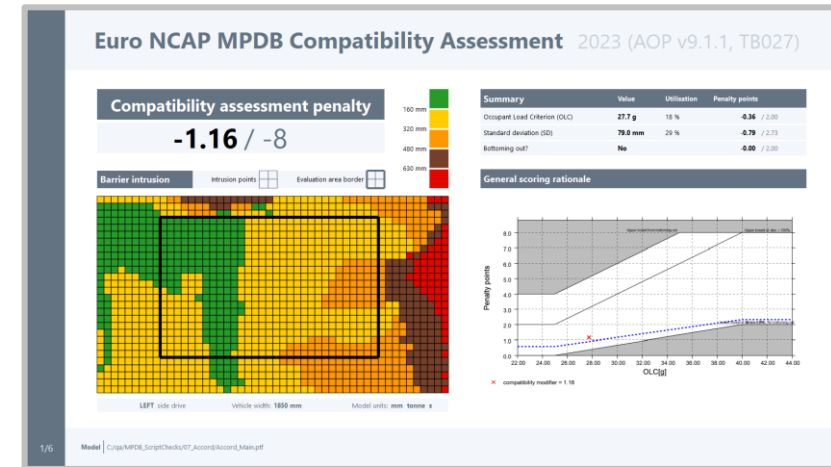 Euro NCAP MPDB Compatibility Assessment 2023 (AOP v9.1.1, TB027)
Compatibility assessment penalty
-1.16 / -8
160 mm
320 mm
480 mm
630 mm
Barrier intrusion Intrusion points Evaluation area border
LEFT side drive Vehicle width: 1850 mm Model units: mm tonne s
Summary Value Utilisation Penalty points
Occupant Load Criterion (OLC) 27.7 g 18 % -0.36 / 2.00
Standard deviation (SD) 79.0 mm 29 % -0.79 / 2.73
Bottoming out? No -0.00 / 2.00
General scoring rationale
Penalty points
8.0
7.0
6.0
5.0
4.0
3.0
2.0
1.0
0.0
22.00 24.00 26.00 28.00 30.00 32.00 34.00 36.00 38.00 40.00 42.00 44.00
OLC[g]
× compatibility modifier = 1.16
1/6 Model C:/qa/MPDB_ScriptChecks/07_Accord/Accord_Main.ptf